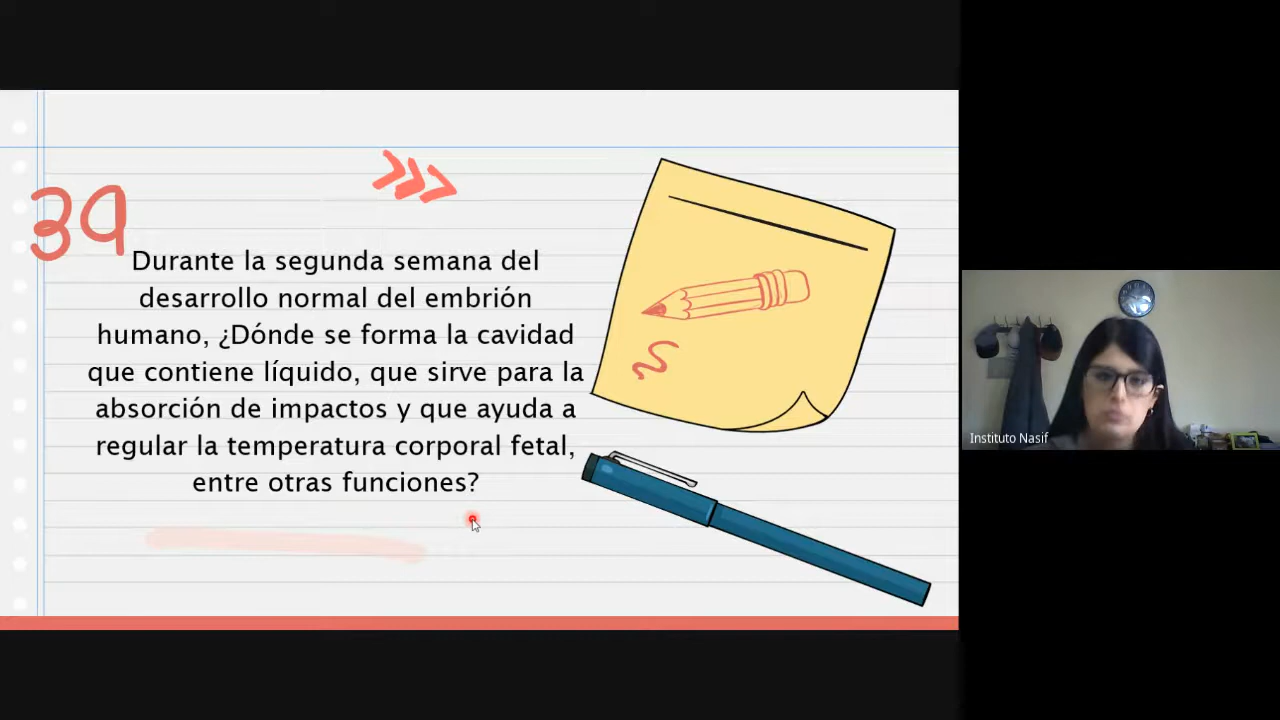 39
Durante la segunda semana del
desarrollo normal del embrión
humano, ¿Dónde se forma la cavidad
que contiene líquido, que sirve para la
absorción de impactos y que ayuda a
regular la temperatura corporal fetal,
entre otras funciones?
Instituto Nasif